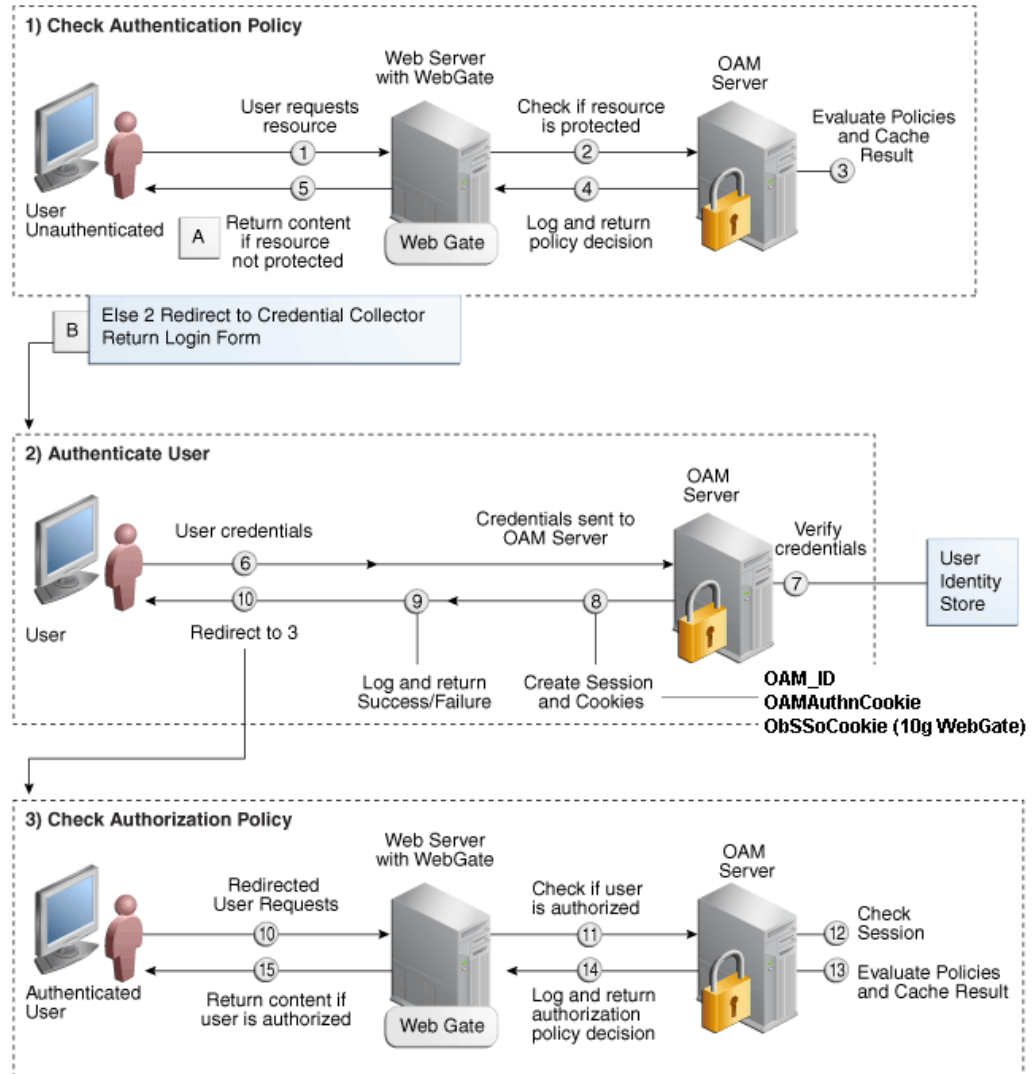 1) Check Authentication Policy
Web Server
with WebGate
OAM
Server
User requests
resource
Check if resource
is protected
Evaluate Policies
and Cache
Result
1
2
3
5
4
User
Unauthenticated
A
Return content
if resource
not protected
Web Gate
Log and return
policy decision
B
Else 2 Redirect to Credential Collector
Return Login Form
2) Authenticate User
OAM
Server
User credentials
Credentials sent to
OAM Server
Verify
credentials
6
7
User
Identity
Store
10
9
8
User
Redirect to 3
Log and return
Success/Failure
Create Session
and Cookies
OAM_ID
OAMAuthnCookie
ObSSoCookie (10g WebGate)
3) Check Authorization Policy
Web Server
with WebGate
OAM
Server
Redirected
User Requests
Check if user
is authorized
10
11
12
Check
Session
15
14
13
Evaluate Policies
and Cache Result
Authenticated
User
Return content if
user is authorized
Web Gate
Log and return
authorization
policy decision